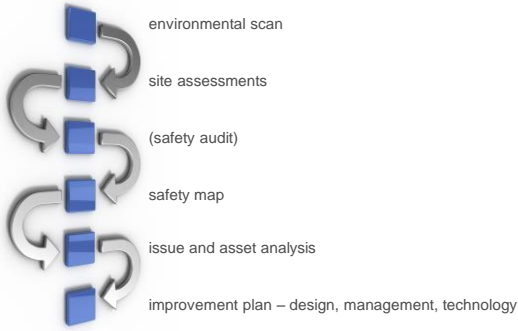 environmental scan
site assessments
(safety audit)
safety map
issue and asset analysis
improvement plan – design, management, technology